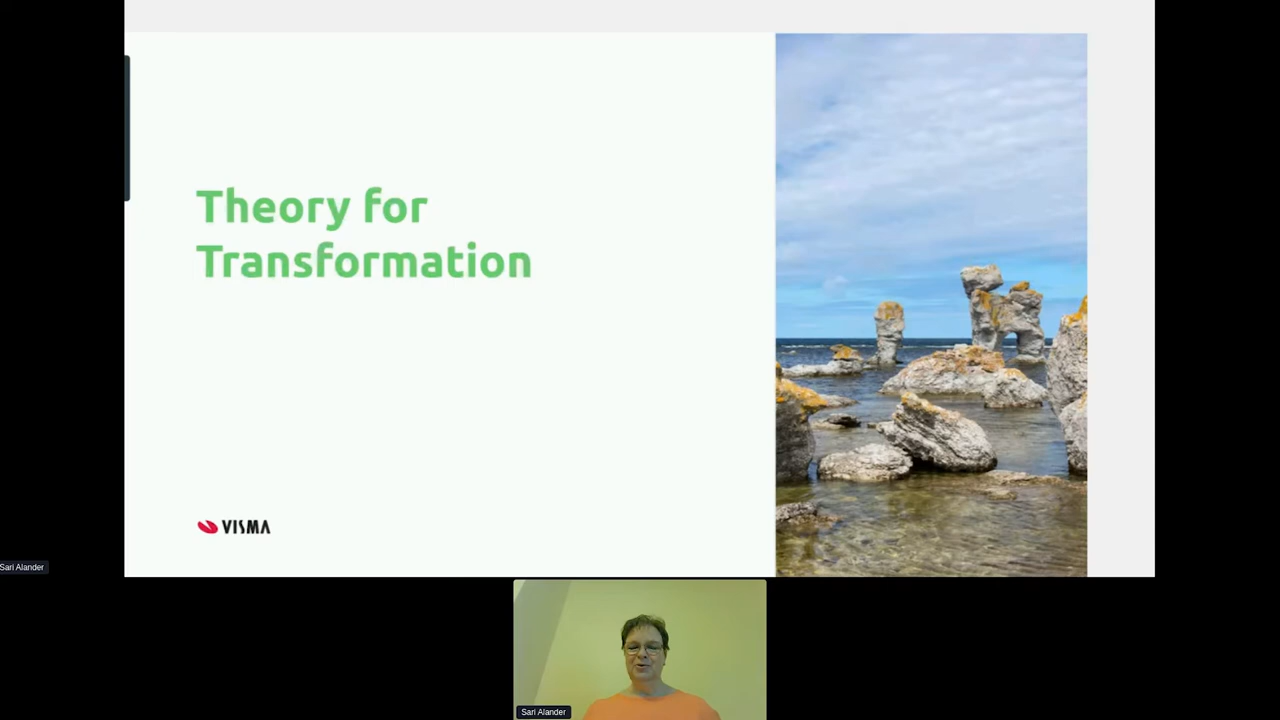 Theory for
Transformation
VISMA
Sari Alander
Sari Alander